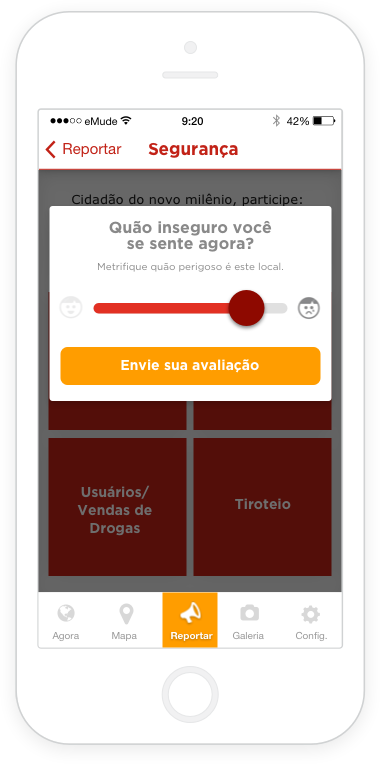 eMude 9:20 42%
Reportar Segurança
Cidadão do novo milênio, participe:
Quão inseguro você
se sente agora?
Metrifique quão perigoso é este local.
Envie sua avaliação
Usuários/
Vendas de
Drogas
Tiroteio
Agora Mapa Reportar Galeria Config.